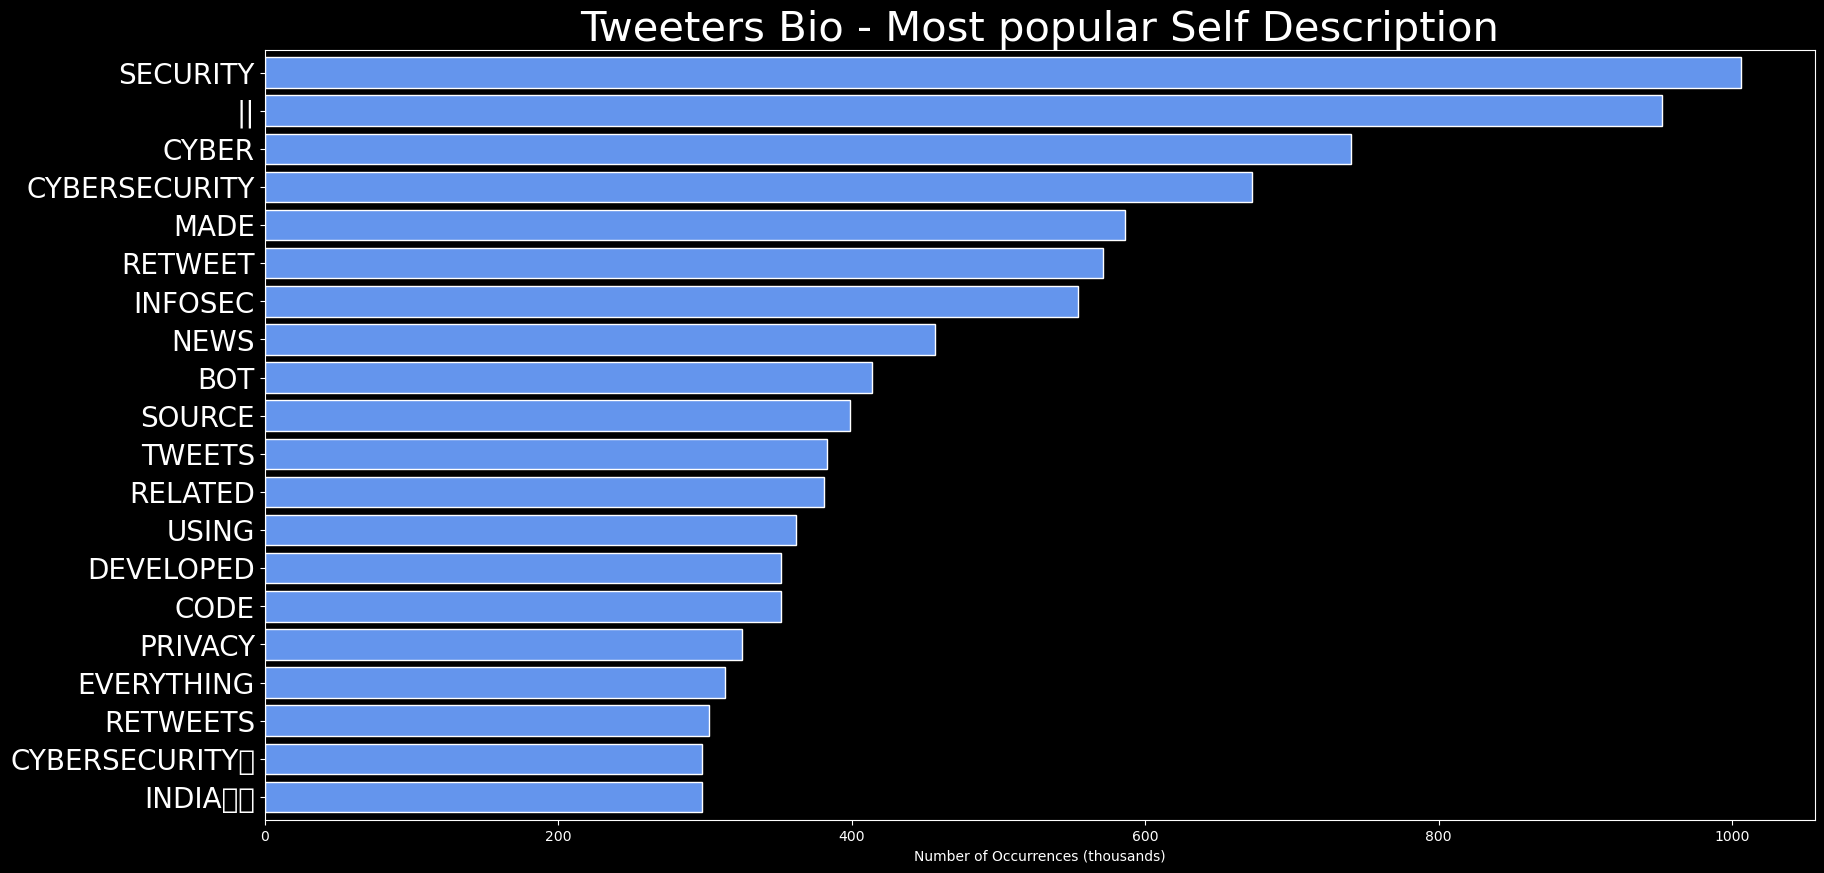 Tweeters Bio - Most popular Self Description
SECURITY
||
CYBER
CYBERSECURITY
MADE
RETWEET
INFOSEC
NEWS
BOT
SOURCE
TWEETS
RELATED
USING
DEVELOPED
CODE
PRIVACY
EVERYTHING
RETWEETS
CYBERSECURITY▯
INDIA▯▯
0 200 400 600 800 1000
Number of Occurrences (thousands)